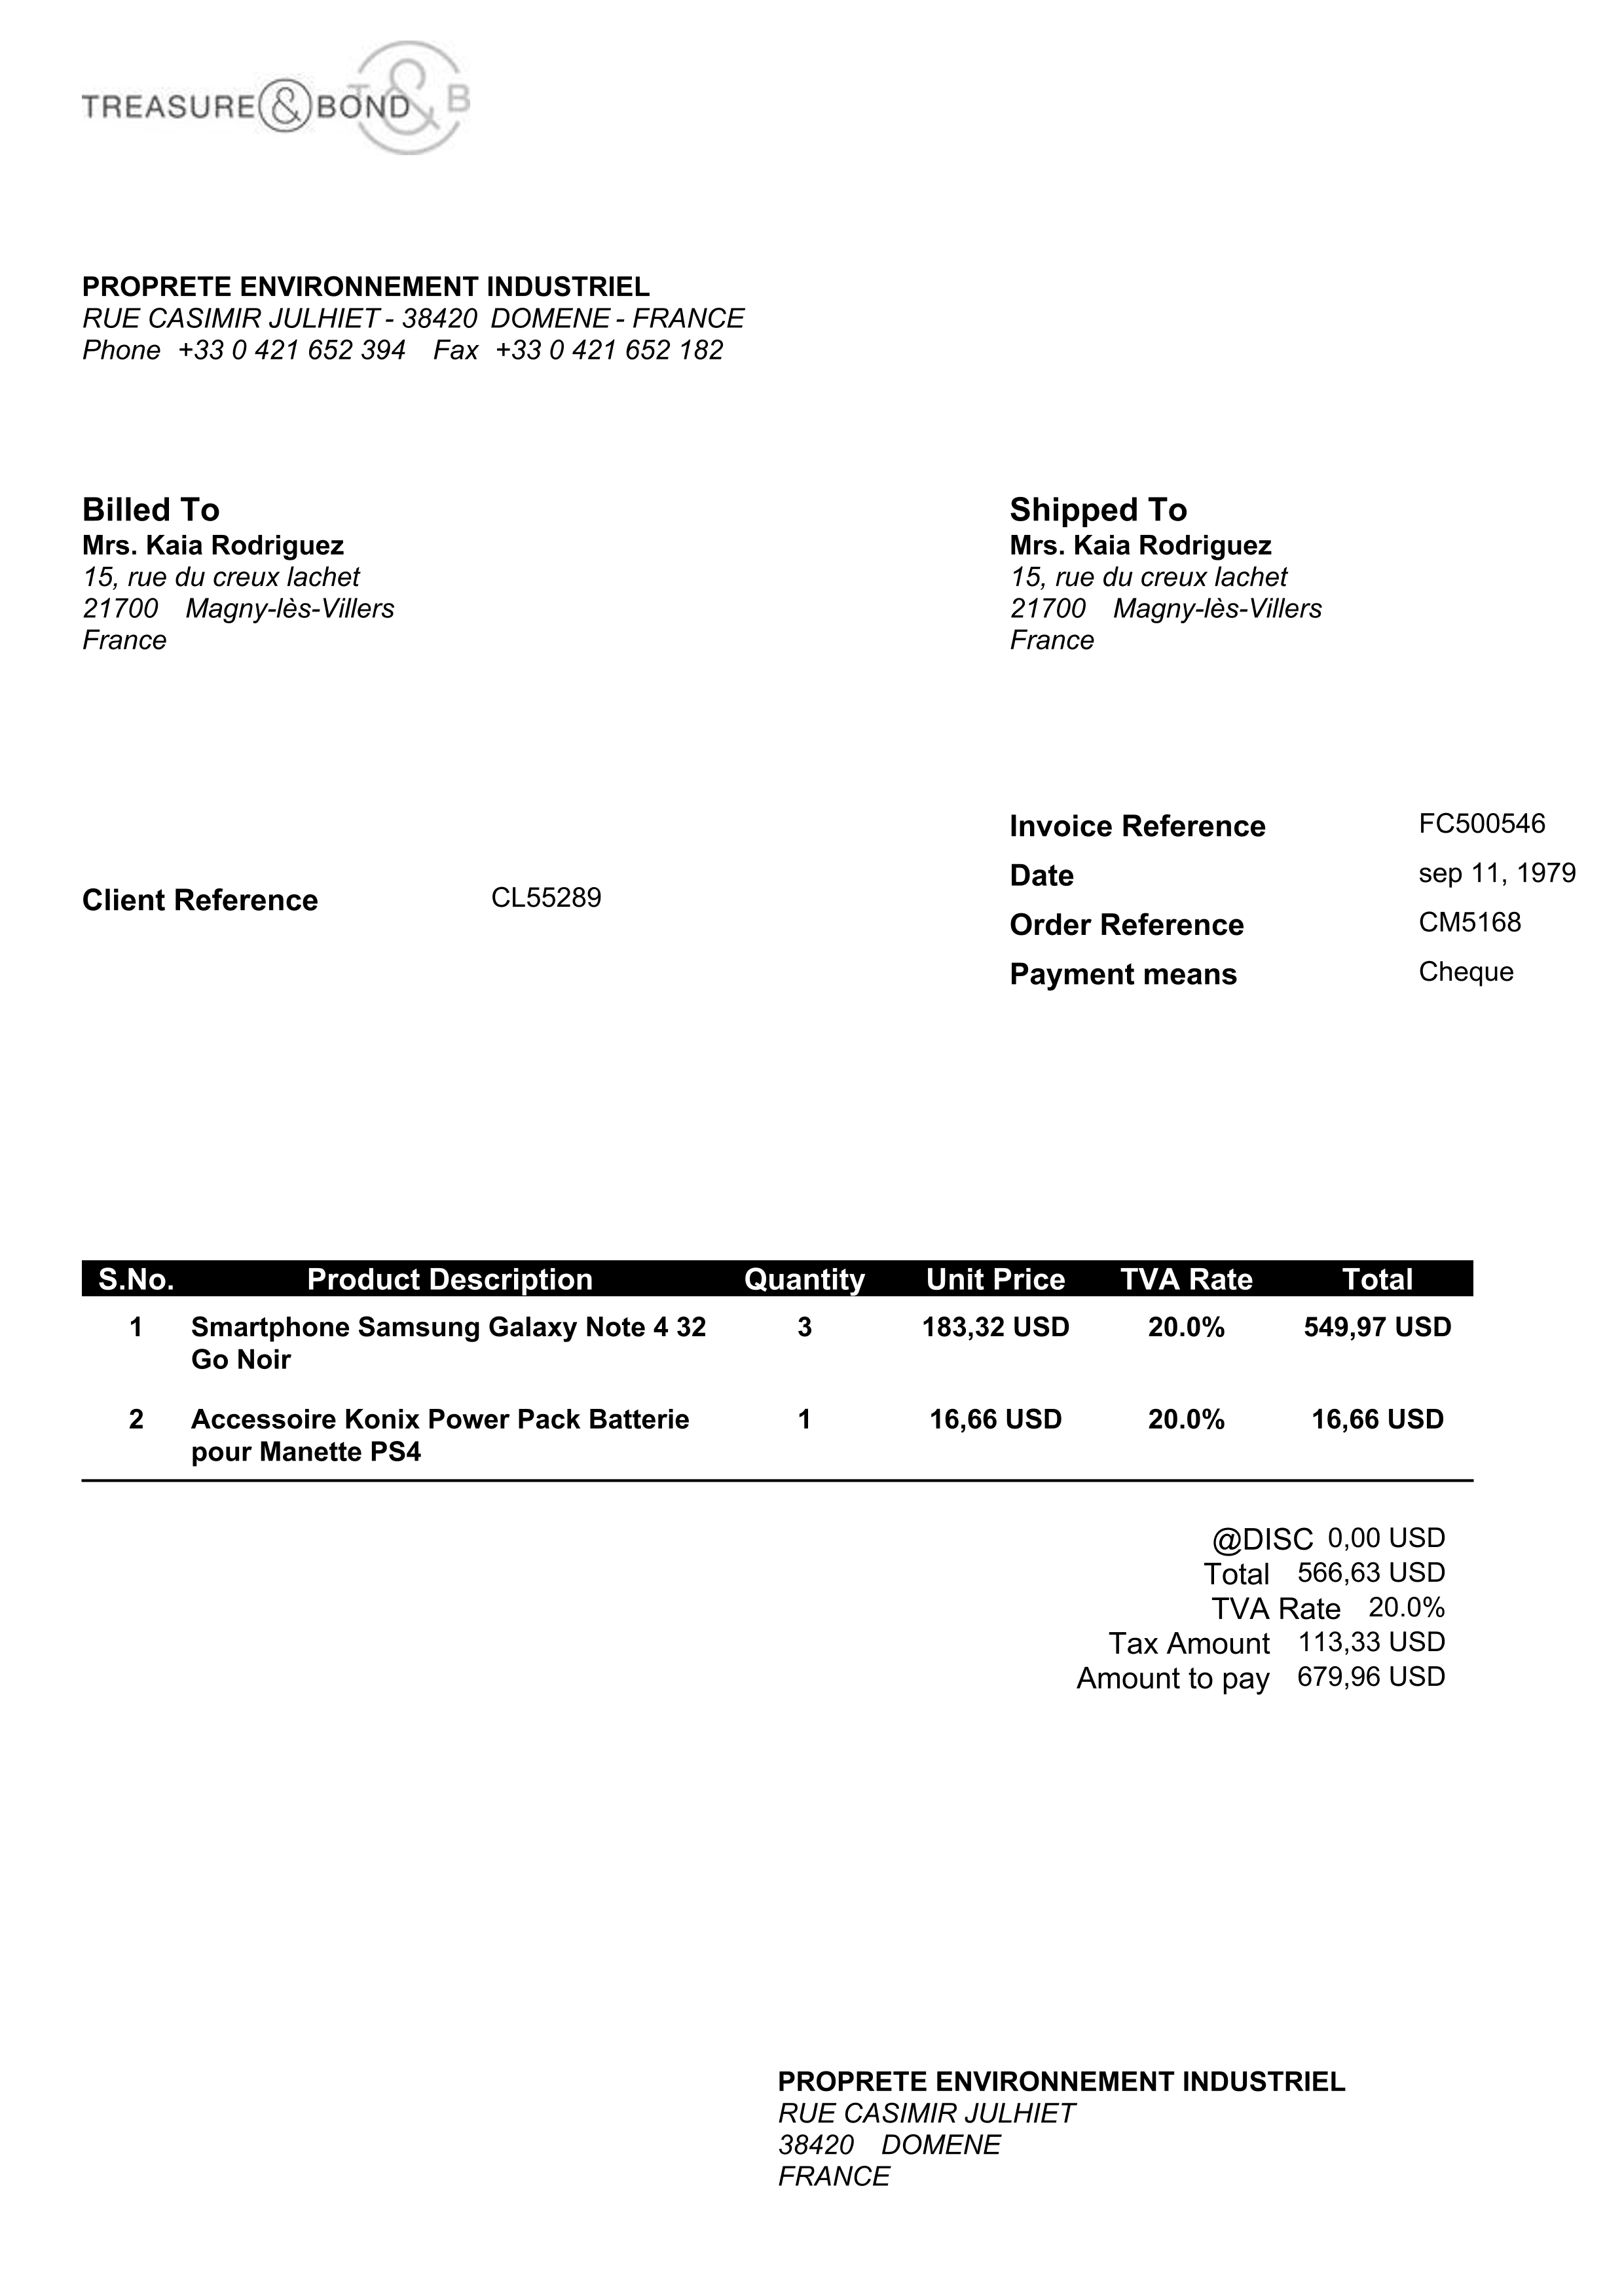 TREASURE & BOND
T & B
PROPRETE ENVIRONNEMENT INDUSTRIEL
RUE CASIMIR JULHIET - 38420 DOMENE - FRANCE
Phone +33 0 421 652 394 Fax +33 0 421 652 182
Billed To
Mrs. Kaia Rodriguez
15, rue du creux lachet
21700 Magny-lès-Villers
France
Shipped To
Mrs. Kaia Rodriguez
15, rue du creux lachet
21700 Magny-lès-Villers
France
Client Reference CL55289
Invoice Reference FC500546
Date sep 11, 1979
Order Reference CM5168
Payment means Cheque
S.No. Product Description Quantity Unit Price TVA Rate Total
1 Smartphone Samsung Galaxy Note 4 32 3 183,32 USD 20.0% 549,97 USD
Go Noir
2 Accessoire Konix Power Pack Batterie 1 16,66 USD 20.0% 16,66 USD
pour Manette PS4
@DISC 0,00 USD
Total 566,63 USD
TVA Rate 20.0%
Tax Amount 113,33 USD
Amount to pay 679,96 USD
PROPRETE ENVIRONNEMENT INDUSTRIEL
RUE CASIMIR JULHIET
38420 DOMENE
FRANCE